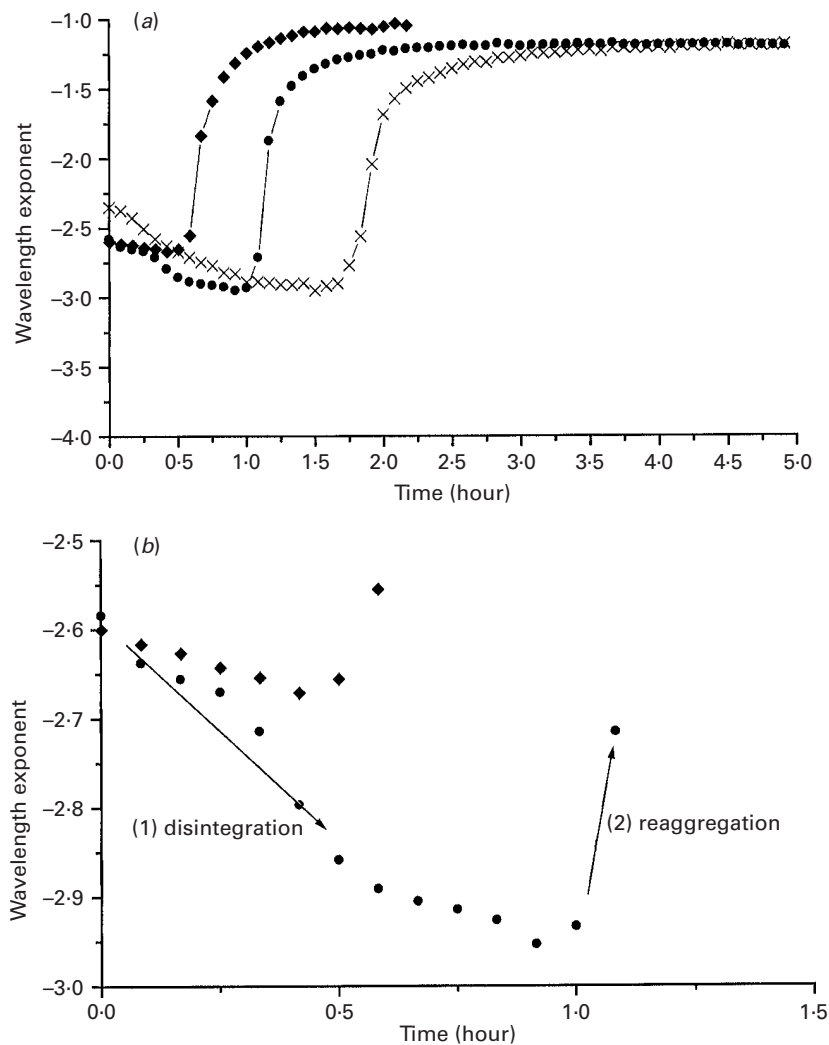 (a)
–1·0
–1·5
–2·0
–2·5
–3·0
–3·5
–4·0
Wavelength exponent
0·0 0·5 1·0 1·5 2·0 2·5 3·0 3·5 4·0 4·5 5·0
Time (hour)
(b)
–2·5
–2·6
–2·7
–2·8
–2·9
–3·0
Wavelength exponent
(1) disintegration
(2) reaggregation
0·0 0·5 1·0 1·5
Time (hour)